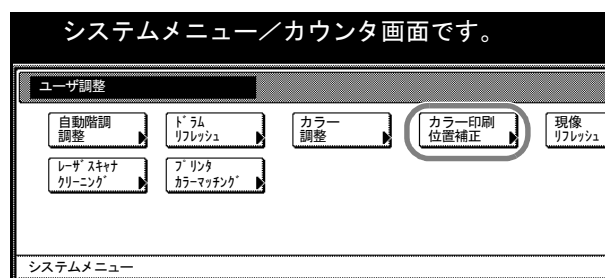 システムメニュー／カウンタ画面です。
ユーザ調整
自動階調
調整
ﾄﾞﾗﾑ
ﾘﾌﾚｯｼｭ
カラー
調整
カラー印刷
位置補正
現像
ﾘﾌﾚｯｼｭ
ﾚｰｻﾞｽｷｬﾅ
ｸﾘｰﾆﾝｸﾞ
ﾌﾟﾘﾝﾀ
ｶﾗｰﾏｯﾁﾝｸﾞ
システムメニュー